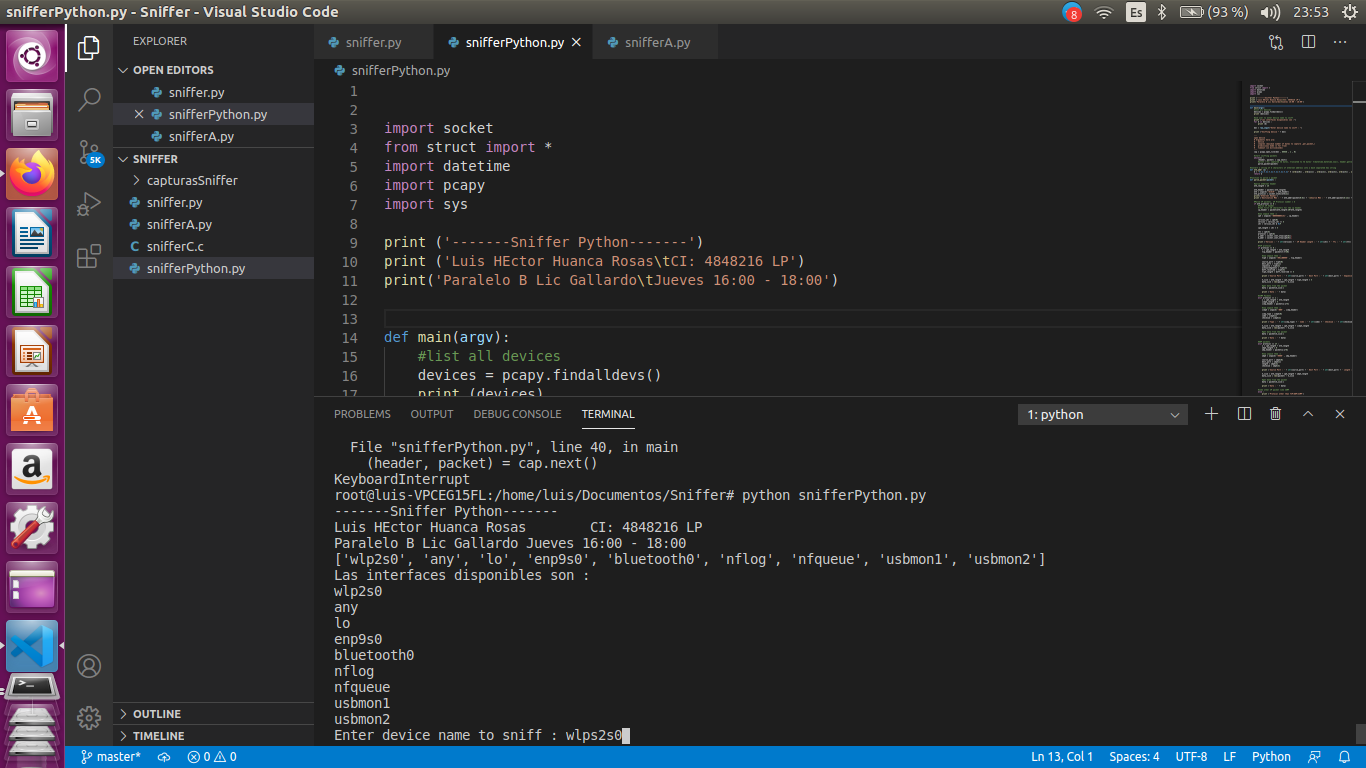 snifferPython.py - Sniffer - Visual Studio Code
8
Es
(93 %)
23:53
EXPLORER
OPEN EDITORS
sniffer.py
snifferPython.py
snifferA.py
SNIFFER
capturasSniffer
sniffer.py
snifferA.py
C snifferC.c
snifferPython.py
OUTLINE
TIMELINE
5K
sniffer.py
snifferPython.py
snifferA.py
snifferPython.py
1
2
3 import socket
4 from struct import *
5 import datetime
6 import pcapy
7 import sys
8
9 print ('-------Sniffer Python-------')
10 print ('Luis HEctor Huanca Rosas\tCI: 4848216 LP')
11 print('Paralelo B Lic Gallardo\tJueves 16:00 - 18:00')
12
13
14 def main(argv):
15 #list all devices
16 devices = pcapy.findalldevs()
17 print (devices)
PROBLEMS OUTPUT DEBUG CONSOLE TERMINAL
1: python
File "snifferPython.py", line 40, in main
(header, packet) = cap.next()
KeyboardInterrupt
root@luis-VPCEG15FL:/home/luis/Documentos/Sniffer# python snifferPython.py
-------Sniffer Python-------
Luis HEctor Huanca Rosas CI: 4848216 LP
Paralelo B Lic Gallardo Jueves 16:00 - 18:00
['wlp2s0', 'any', 'lo', 'enp9s0', 'bluetooth0', 'nflog', 'nfqueue', 'usbmon1', 'usbmon2']
Las interfaces disponibles son :
wlp2s0
any
lo
enp9s0
bluetooth0
nflog
nfqueue
usbmon1
usbmon2
Enter device name to sniff : wlps2s0
master*
0
0
Ln 13, Col 1
Spaces: 4
UTF-8
LF
Python